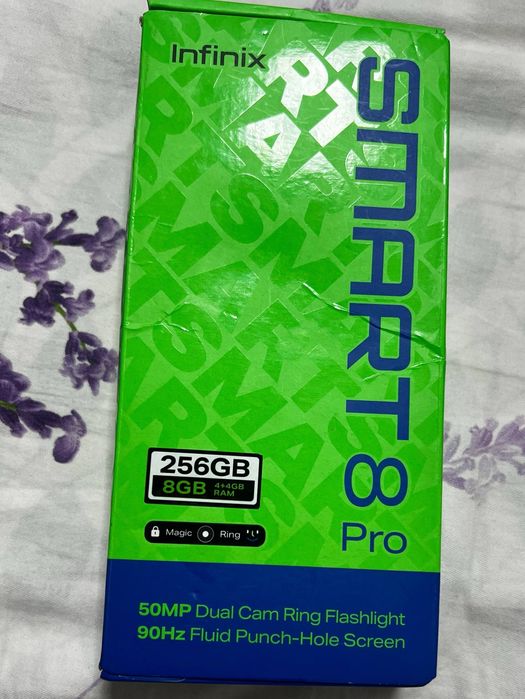 Infinix
SMART 8
Pro
256GB
8GB 4+4GB RAM
Magic Ring
50MP Dual Cam Ring Flashlight
90Hz Fluid Punch-Hole Screen